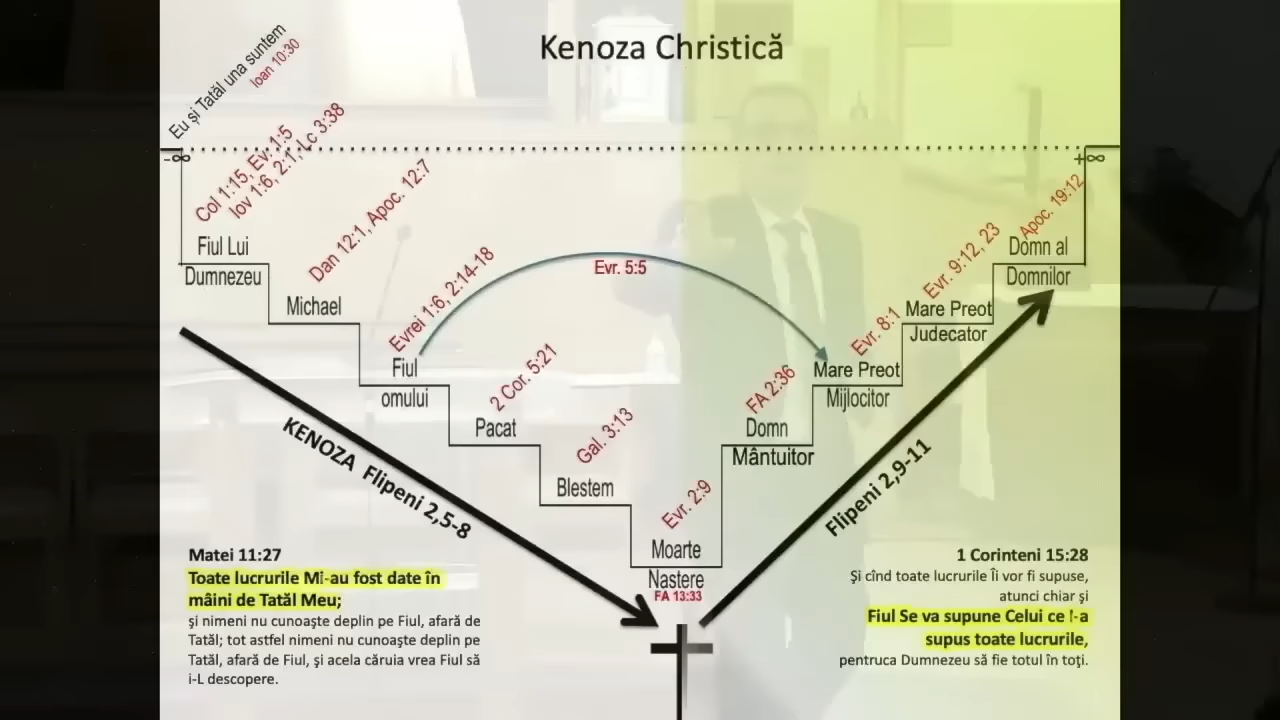 Kenoza Christică
Eu și Tatăl una suntem
Ioan 10:30
-∞
+∞
Col 1:15, Ev. 1:5
Iov 1:6, 2:1, Lc 3:38
Fiul Lui
Dumnezeu
Dan 12:1, Apoc. 12:7
Michael
Evrei 1:6, 2:14-18
Fiul
omului
Evr. 5:5
2 Cor. 5:21
Pacat
Gal. 3:13
Blestem
Evr. 2:9
Moarte
Nastere
FA 13:33
FA 2:36
Domn
Mântuitor
Evr. 8:1
Mare Preot
Mijlocitor
Evr. 9:12, 23
Mare Preot
Judecator
Apoc. 19:12
Domn al
Domnilor
KENOZA Flipeni 2,5-8
Flipeni 2,9-11
Matei 11:27
Toate lucrurile Mi-au fost date în
mâini de Tatăl Meu;
şi nimeni nu cunoaşte deplin pe Fiul, afară de
Tatăl; tot astfel nimeni nu cunoaşte deplin pe
Tatăl, afară de Fiul, şi acela căruia vrea Fiul să
i-L descopere.
1 Corinteni 15:28
Şi cînd toate lucrurile Îi vor fi supuse,
atunci chiar şi
Fiul Se va supune Celui ce I-a
supus toate lucrurile,
pentruca Dumnezeu să fie totul în toţi.